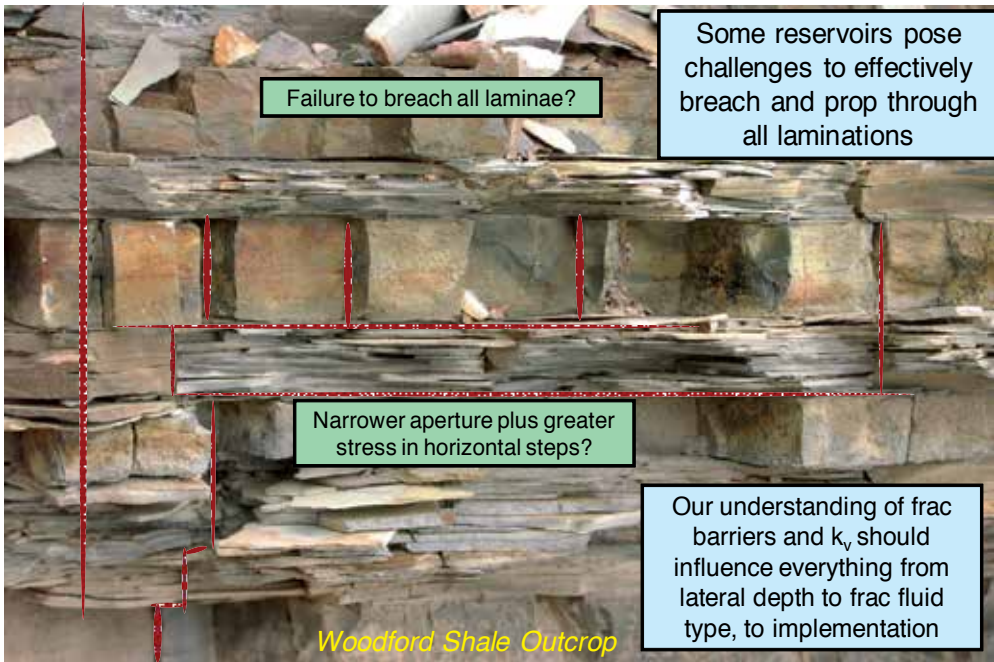 Some reservoirs pose
challenges to effectively
breach and prop through
all laminations
Failure to breach all laminae?
Narrower aperture plus greater
stress in horizontal steps?
Our understanding of frac
barriers and kv should
influence everything from
lateral depth to frac fluid
type, to implementation
Woodford Shale Outcrop